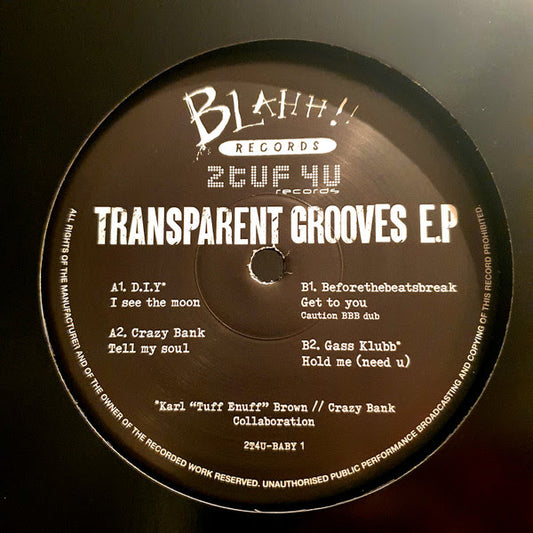 BLAHH!!
RECORDS
2TUF 4U
records
TRANSPARENT GROOVES E.P
A1. D.I.Y*
I see the moon
A2. Crazy Bank
Tell my soul
B1. Beforethebeatsbreak
Get to you
Caution BBB dub
B2. Gass Klubb*
Hold me (need u)
*Karl "Tuff Enuff" Brown // Crazy Bank
Collaboration
2T4U-BABY 1
ALL RIGHTS OF THE MANUFACTURER AND OF THE OWNER OF THE RECORDED WORK RESERVED. UNAUTHORISED PUBLIC PERFORMANCE BROADCASTING AND COPYING OF THIS RECORD PROHIBITED.